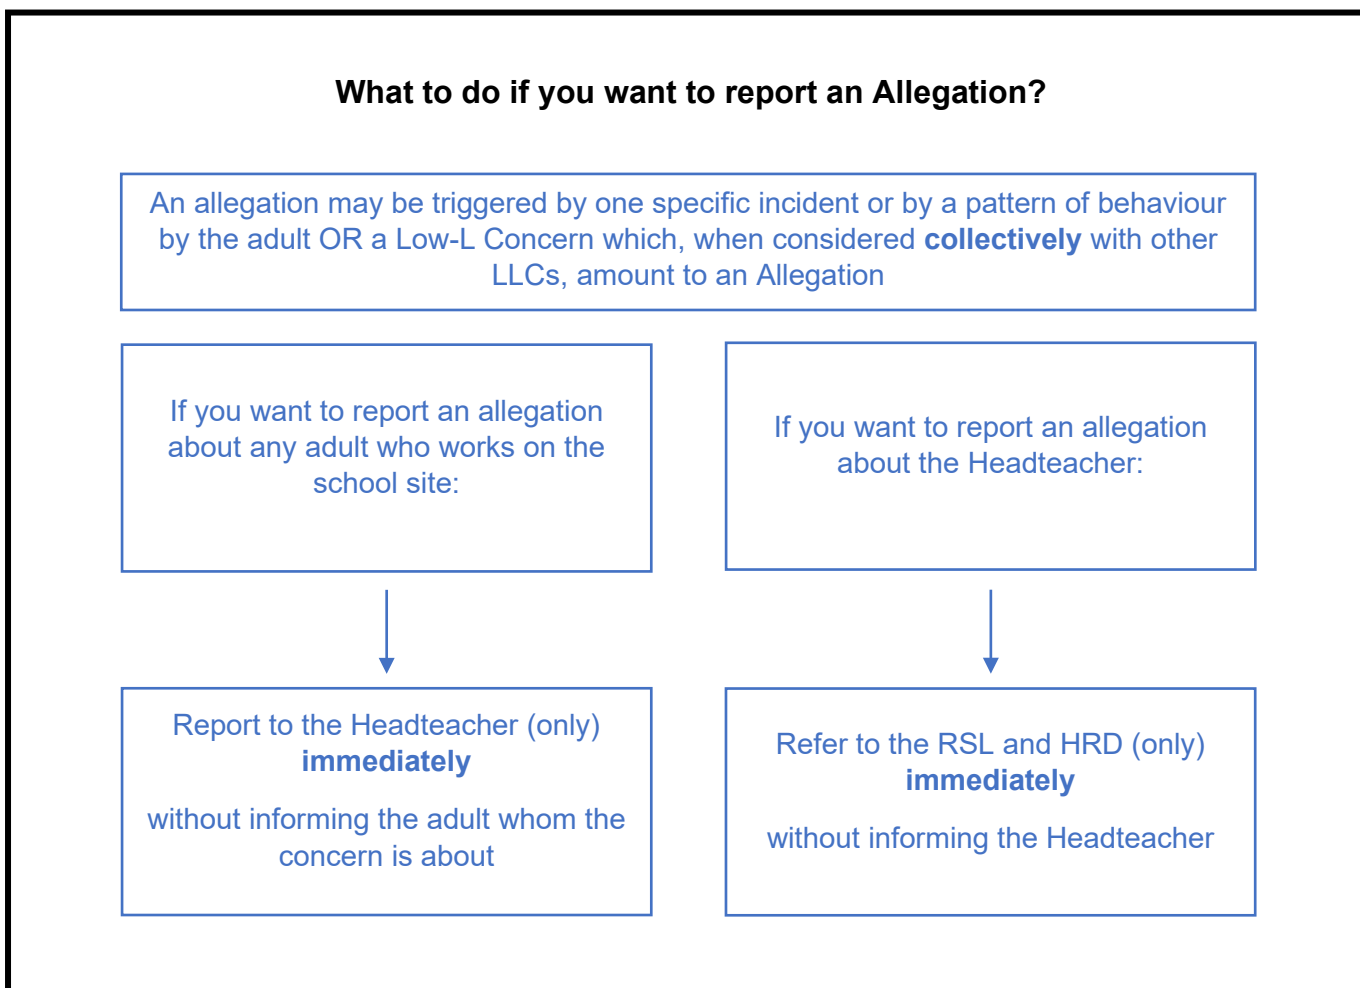 What to do if you want to report an Allegation?
An allegation may be triggered by one specific incident or by a pattern of behaviour
by the adult OR a Low-L Concern which, when considered collectively with other
LLCs, amount to an Allegation
If you want to report an allegation
about any adult who works on the
school site:
If you want to report an allegation
about the Headteacher:
Report to the Headteacher (only)
immediately
without informing the adult whom the
concern is about
Refer to the RSL and HRD (only)
immediately
without informing the Headteacher